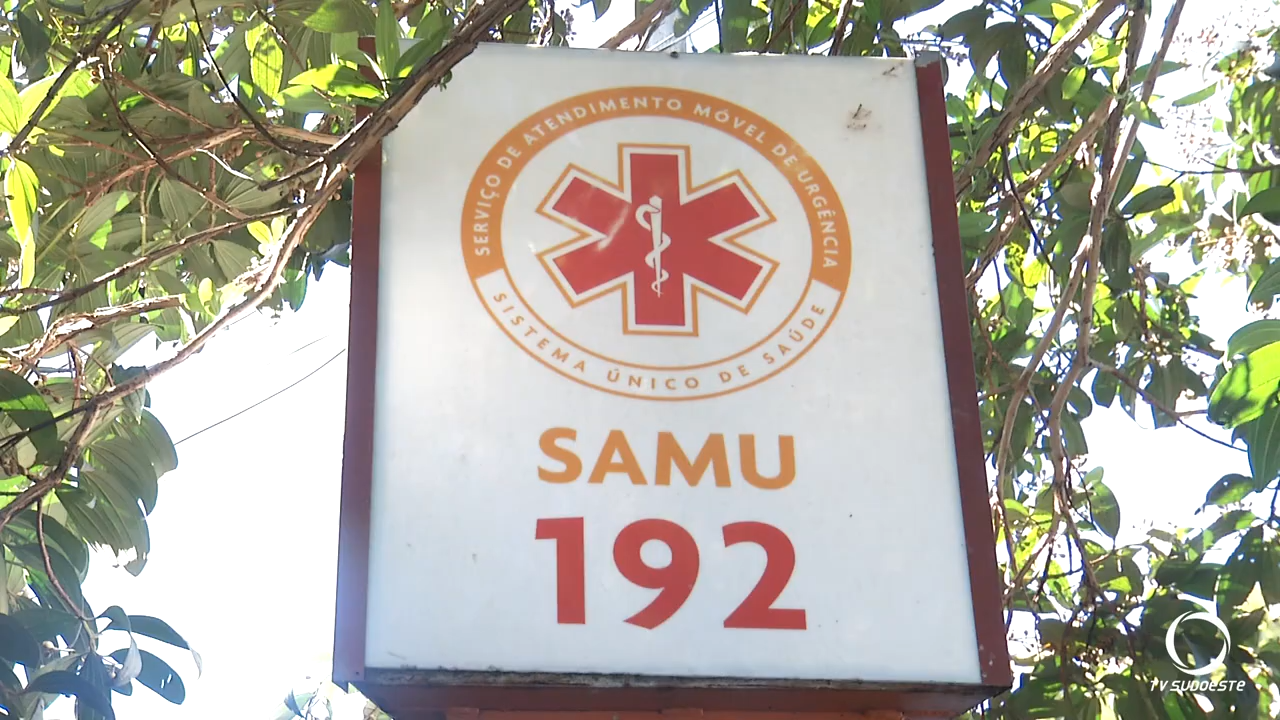 SERVIÇO DE ATENDIMENTO MÓVEL DE URGÊNCIA
SISTEMA ÚNICO DE SAÚDE
SAMU
192
TV SUDOESTE